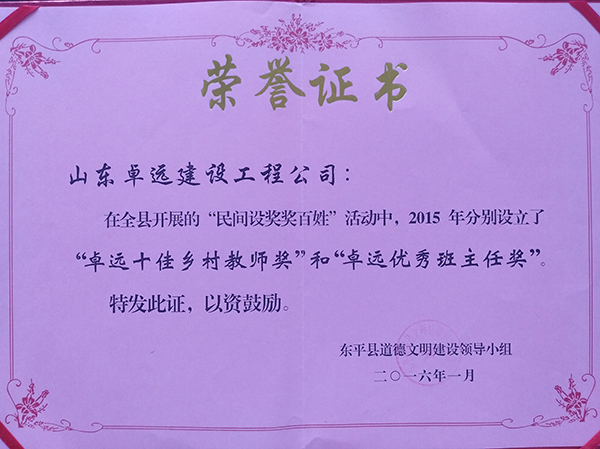 荣誉证书
山东卓远建设工程公司：
在全县开展的“民间设奖奖百姓”活动中，2015 年分别设立了
“卓远十佳乡村教师奖”和“卓远优秀班主任奖”。
特发此证，以资鼓励。
东平县道德文明建设领导小组
二〇一六年一月